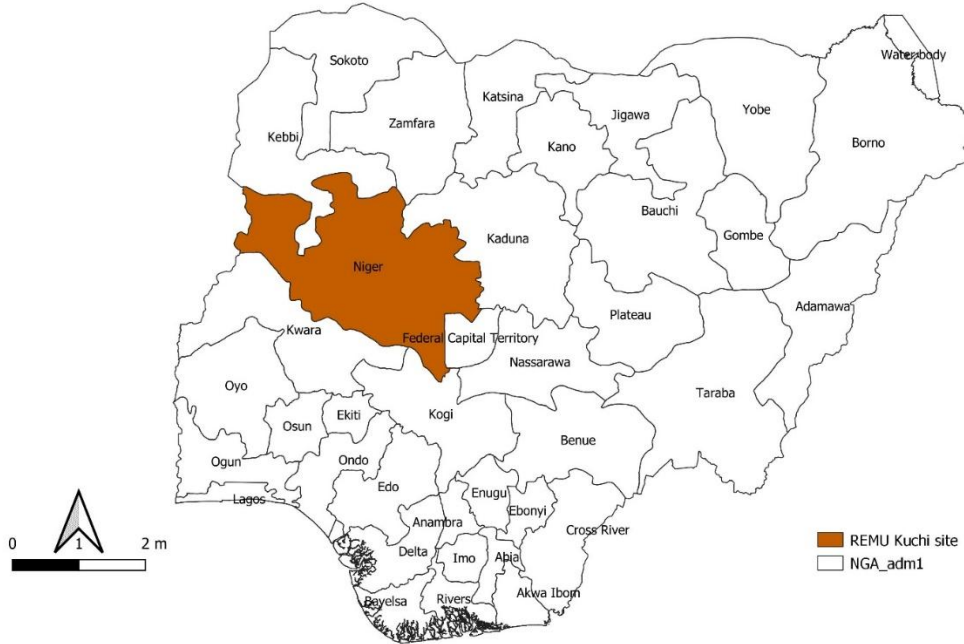 Water body
Sokoto
Katsina
Jigawa
Yobe
Zamfara
Kebbi
Kano
Borno
Bauchi
Gombe
Kaduna
Niger
Adamawa
Plateau
Kwara
Federal Capital Territory
Nassarawa
Oyo
Taraba
Kogi
Ekiti
Osun
Benue
Ogun
Ondo
Edo
Enugu
Lagos
Ebonyi
Anambra
Cross River
Delta
Imo
Abia
Akwa Ibom
Bayelsa
Rivers
0 1 2 m
REMU Kuchi site
NGA_adm1